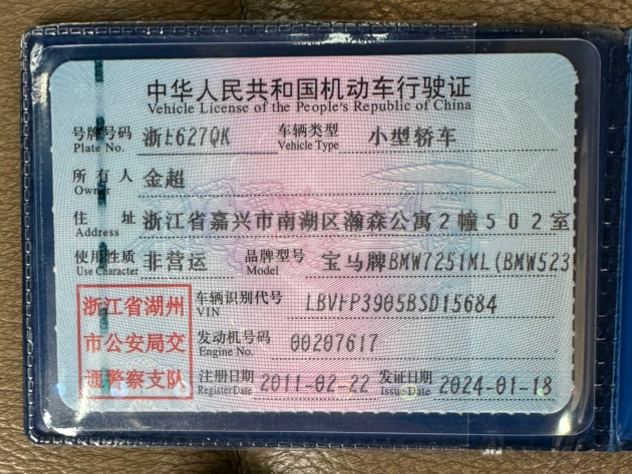 中华人民共和国机动车行驶证
Vehicle License of the People's Republic of China
号牌号码 浙E627QK 车辆类型 小型轿车
Plate No. Vehicle Type
所有人 金超
Owner
住址 浙江省嘉兴市南湖区瀚森公寓2幢502室
Address
使用性质 非营运 品牌型号 宝马牌BMW7251ML(BMW523
Use Character Model
浙江省湖州
市公安局交
通警察支队
车辆识别代号 LBVFP3905BSD15684
VIN
发动机号码 00207617
Engine No.
注册日期 2011-02-22 发证日期 2024-01-18
Register Date Issue Date